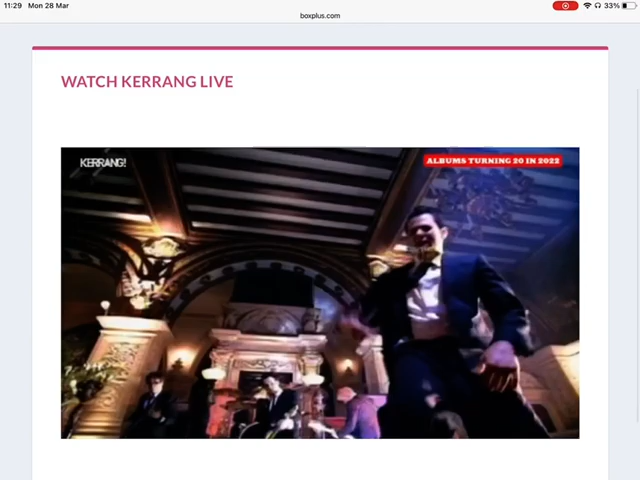 11:29 Mon 28 Mar
33%
boxplus.com
WATCH KERRANG LIVE
KERRANG!
ALBUMS TURNING 20 IN 2022